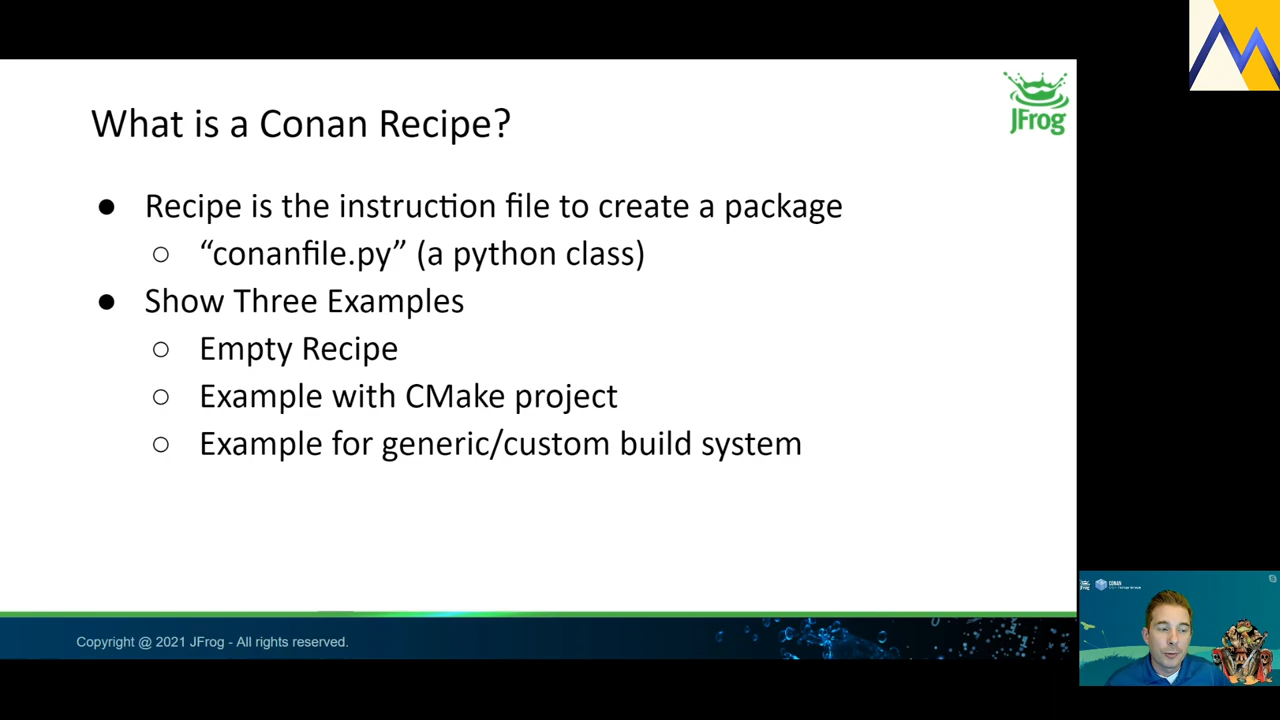 What is a Conan Recipe?
JFrog
● Recipe is the instruction file to create a package
○ “conanfile.py” (a python class)
● Show Three Examples
○ Empty Recipe
○ Example with CMake project
○ Example for generic/custom build system
Copyright @ 2021 JFrog - All rights reserved.
CONAN